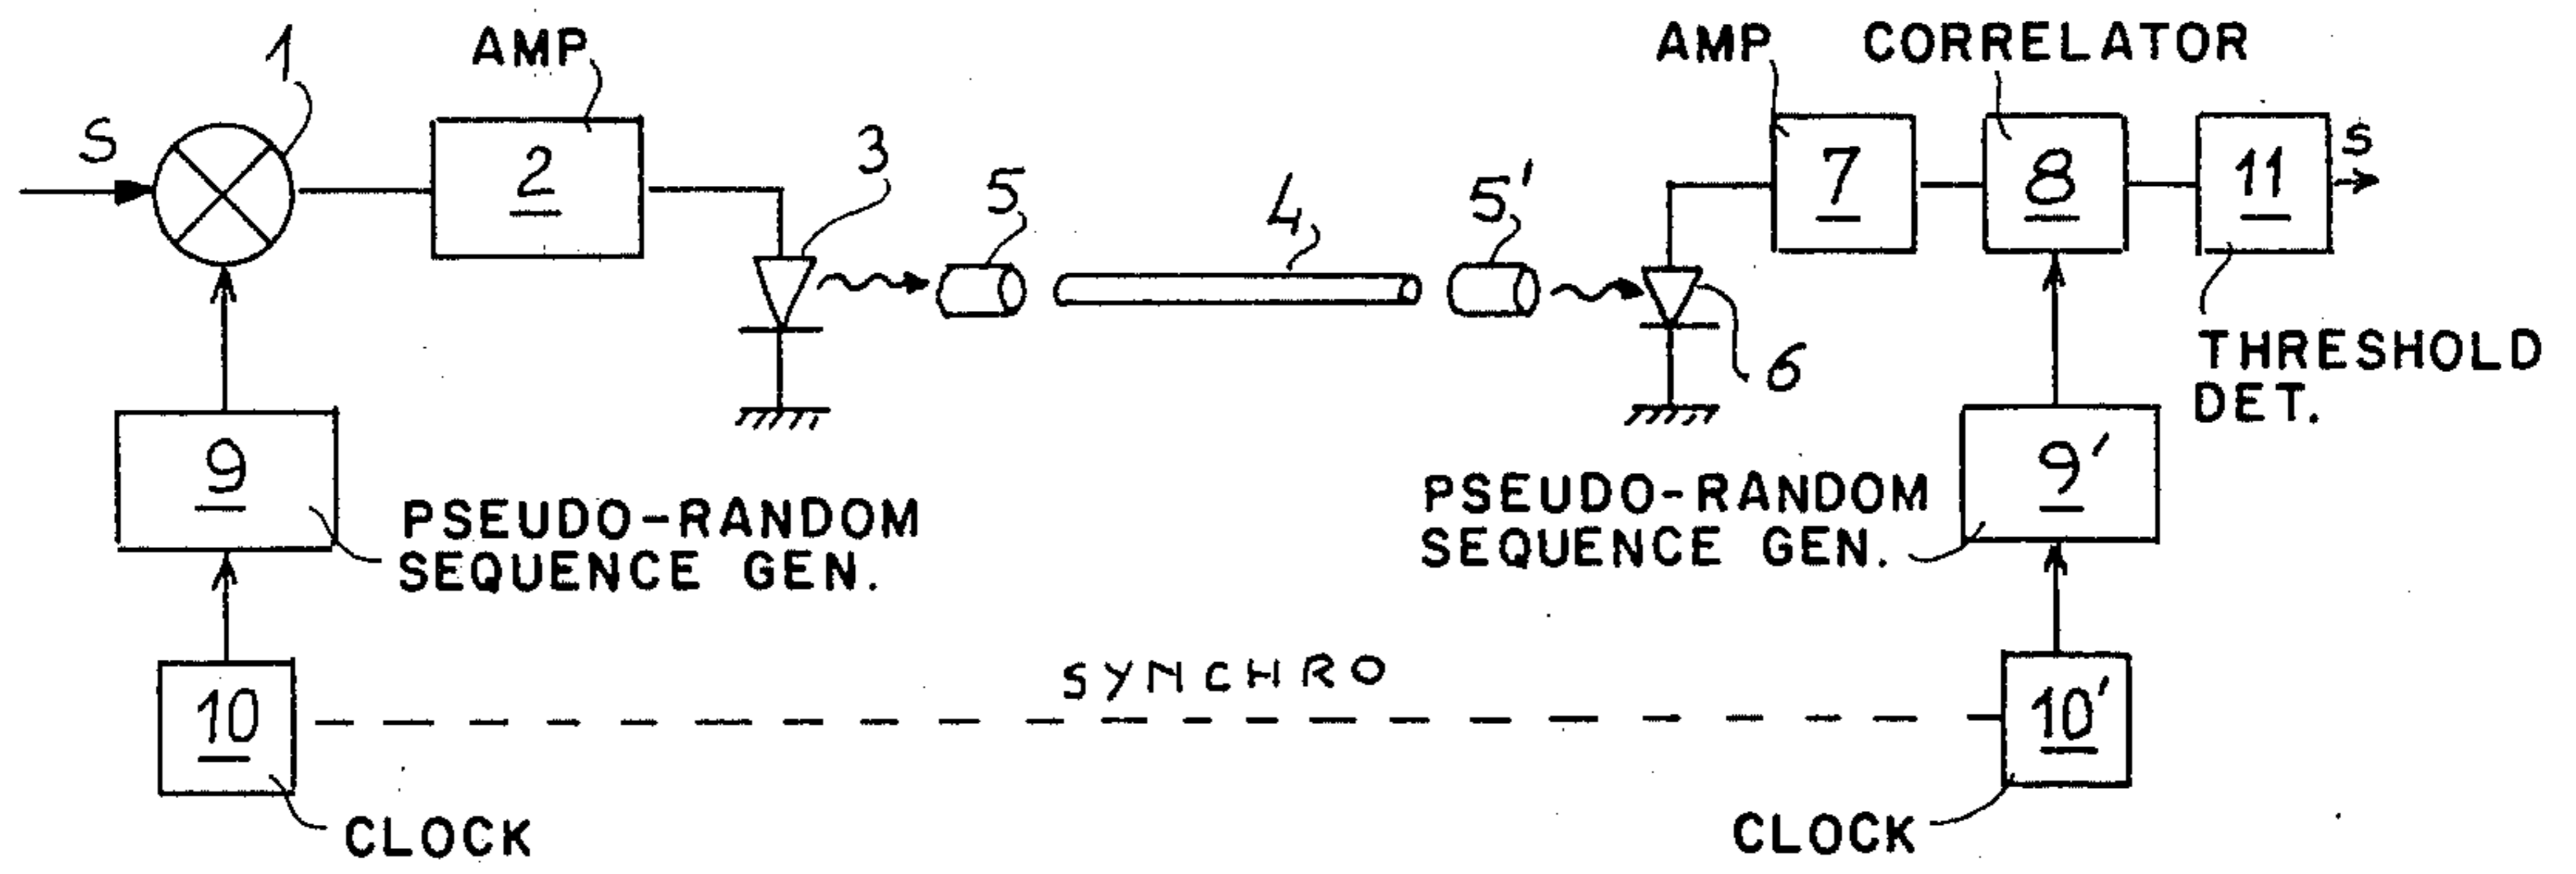 1
AMP
AMP
CORRELATOR
S
2
3
5
4
5'
7
8
11
S
6
THRESHOLD
DET.
9
PSEUDO-RANDOM
SEQUENCE GEN.
PSEUDO-RANDOM
SEQUENCE GEN.
9'
10
SYNCHRO
10'
CLOCK
CLOCK